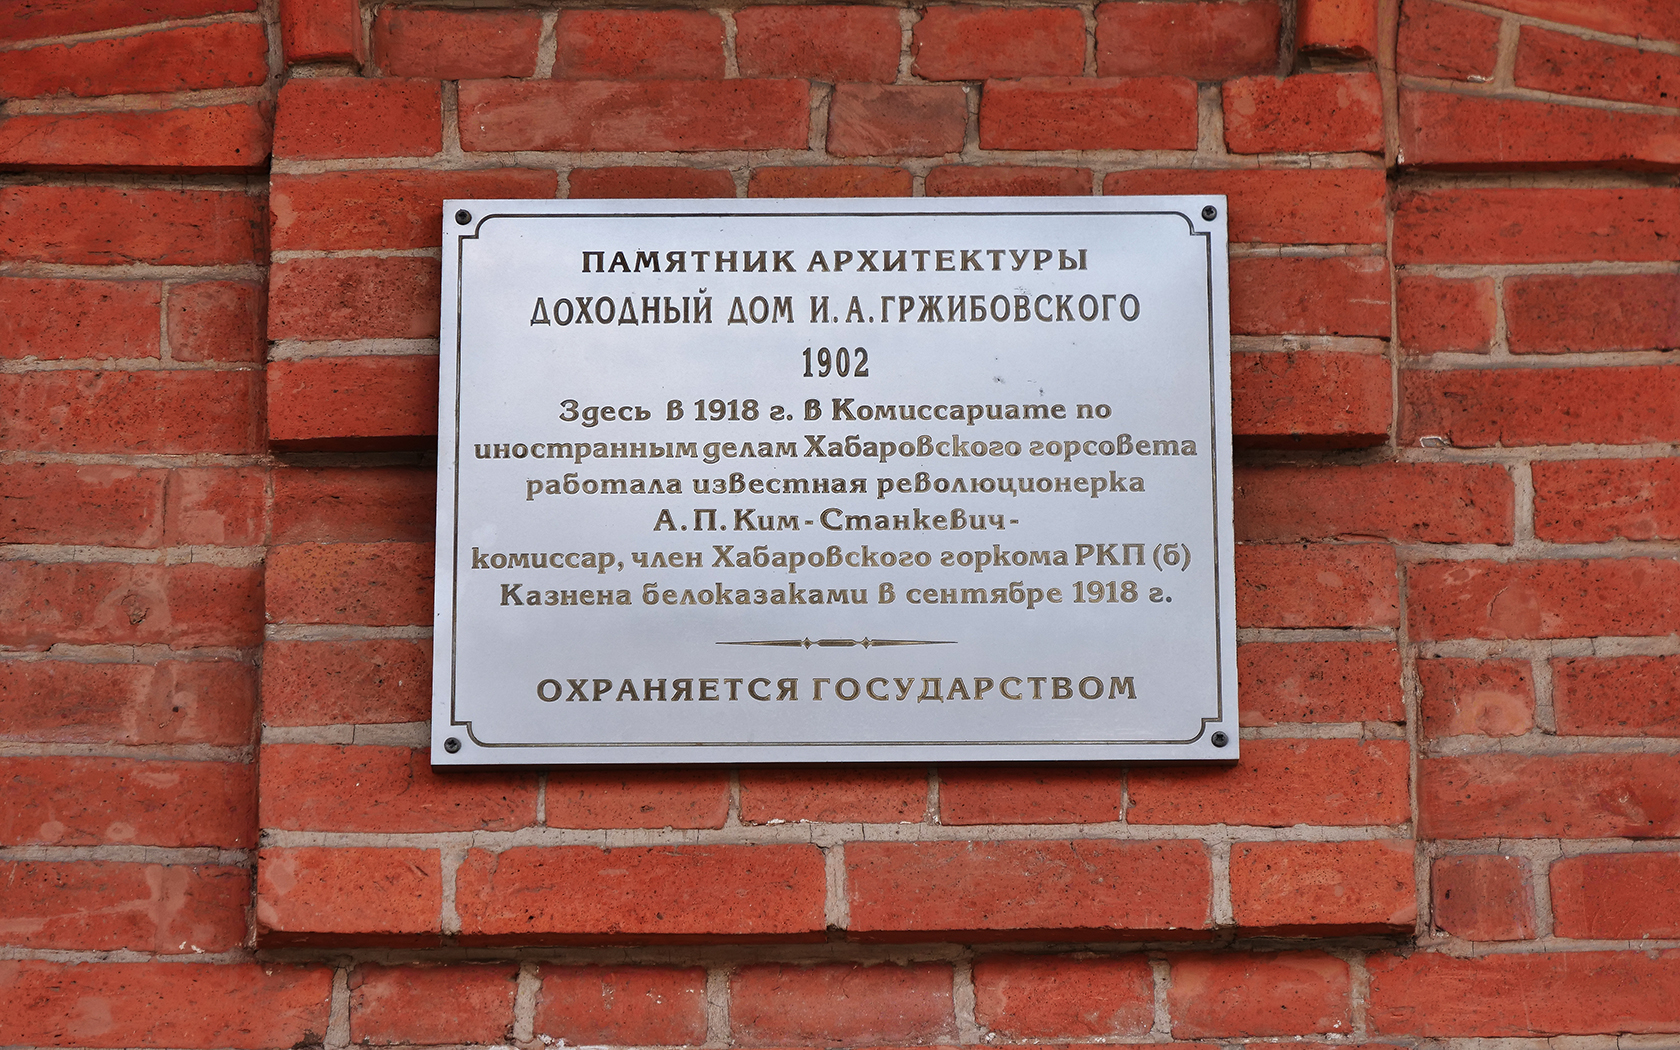 ПАМЯТНИК АРХИТЕКТУРЫ
ДОХОДНЫЙ ДОМ И. А. ГРЖИБОВСКОГО
1902
Здесь в 1918 г. в Комиссариате по
иностранным делам Хабаровского горсовета
работала известная революционерка
А. П. Ким - Станкевич -
комиссар, член Хабаровского горкома РКП (б)
Казнена белоказаками в сентябре 1918 г.
ОХРАНЯЕТСЯ ГОСУДАРСТВОМ